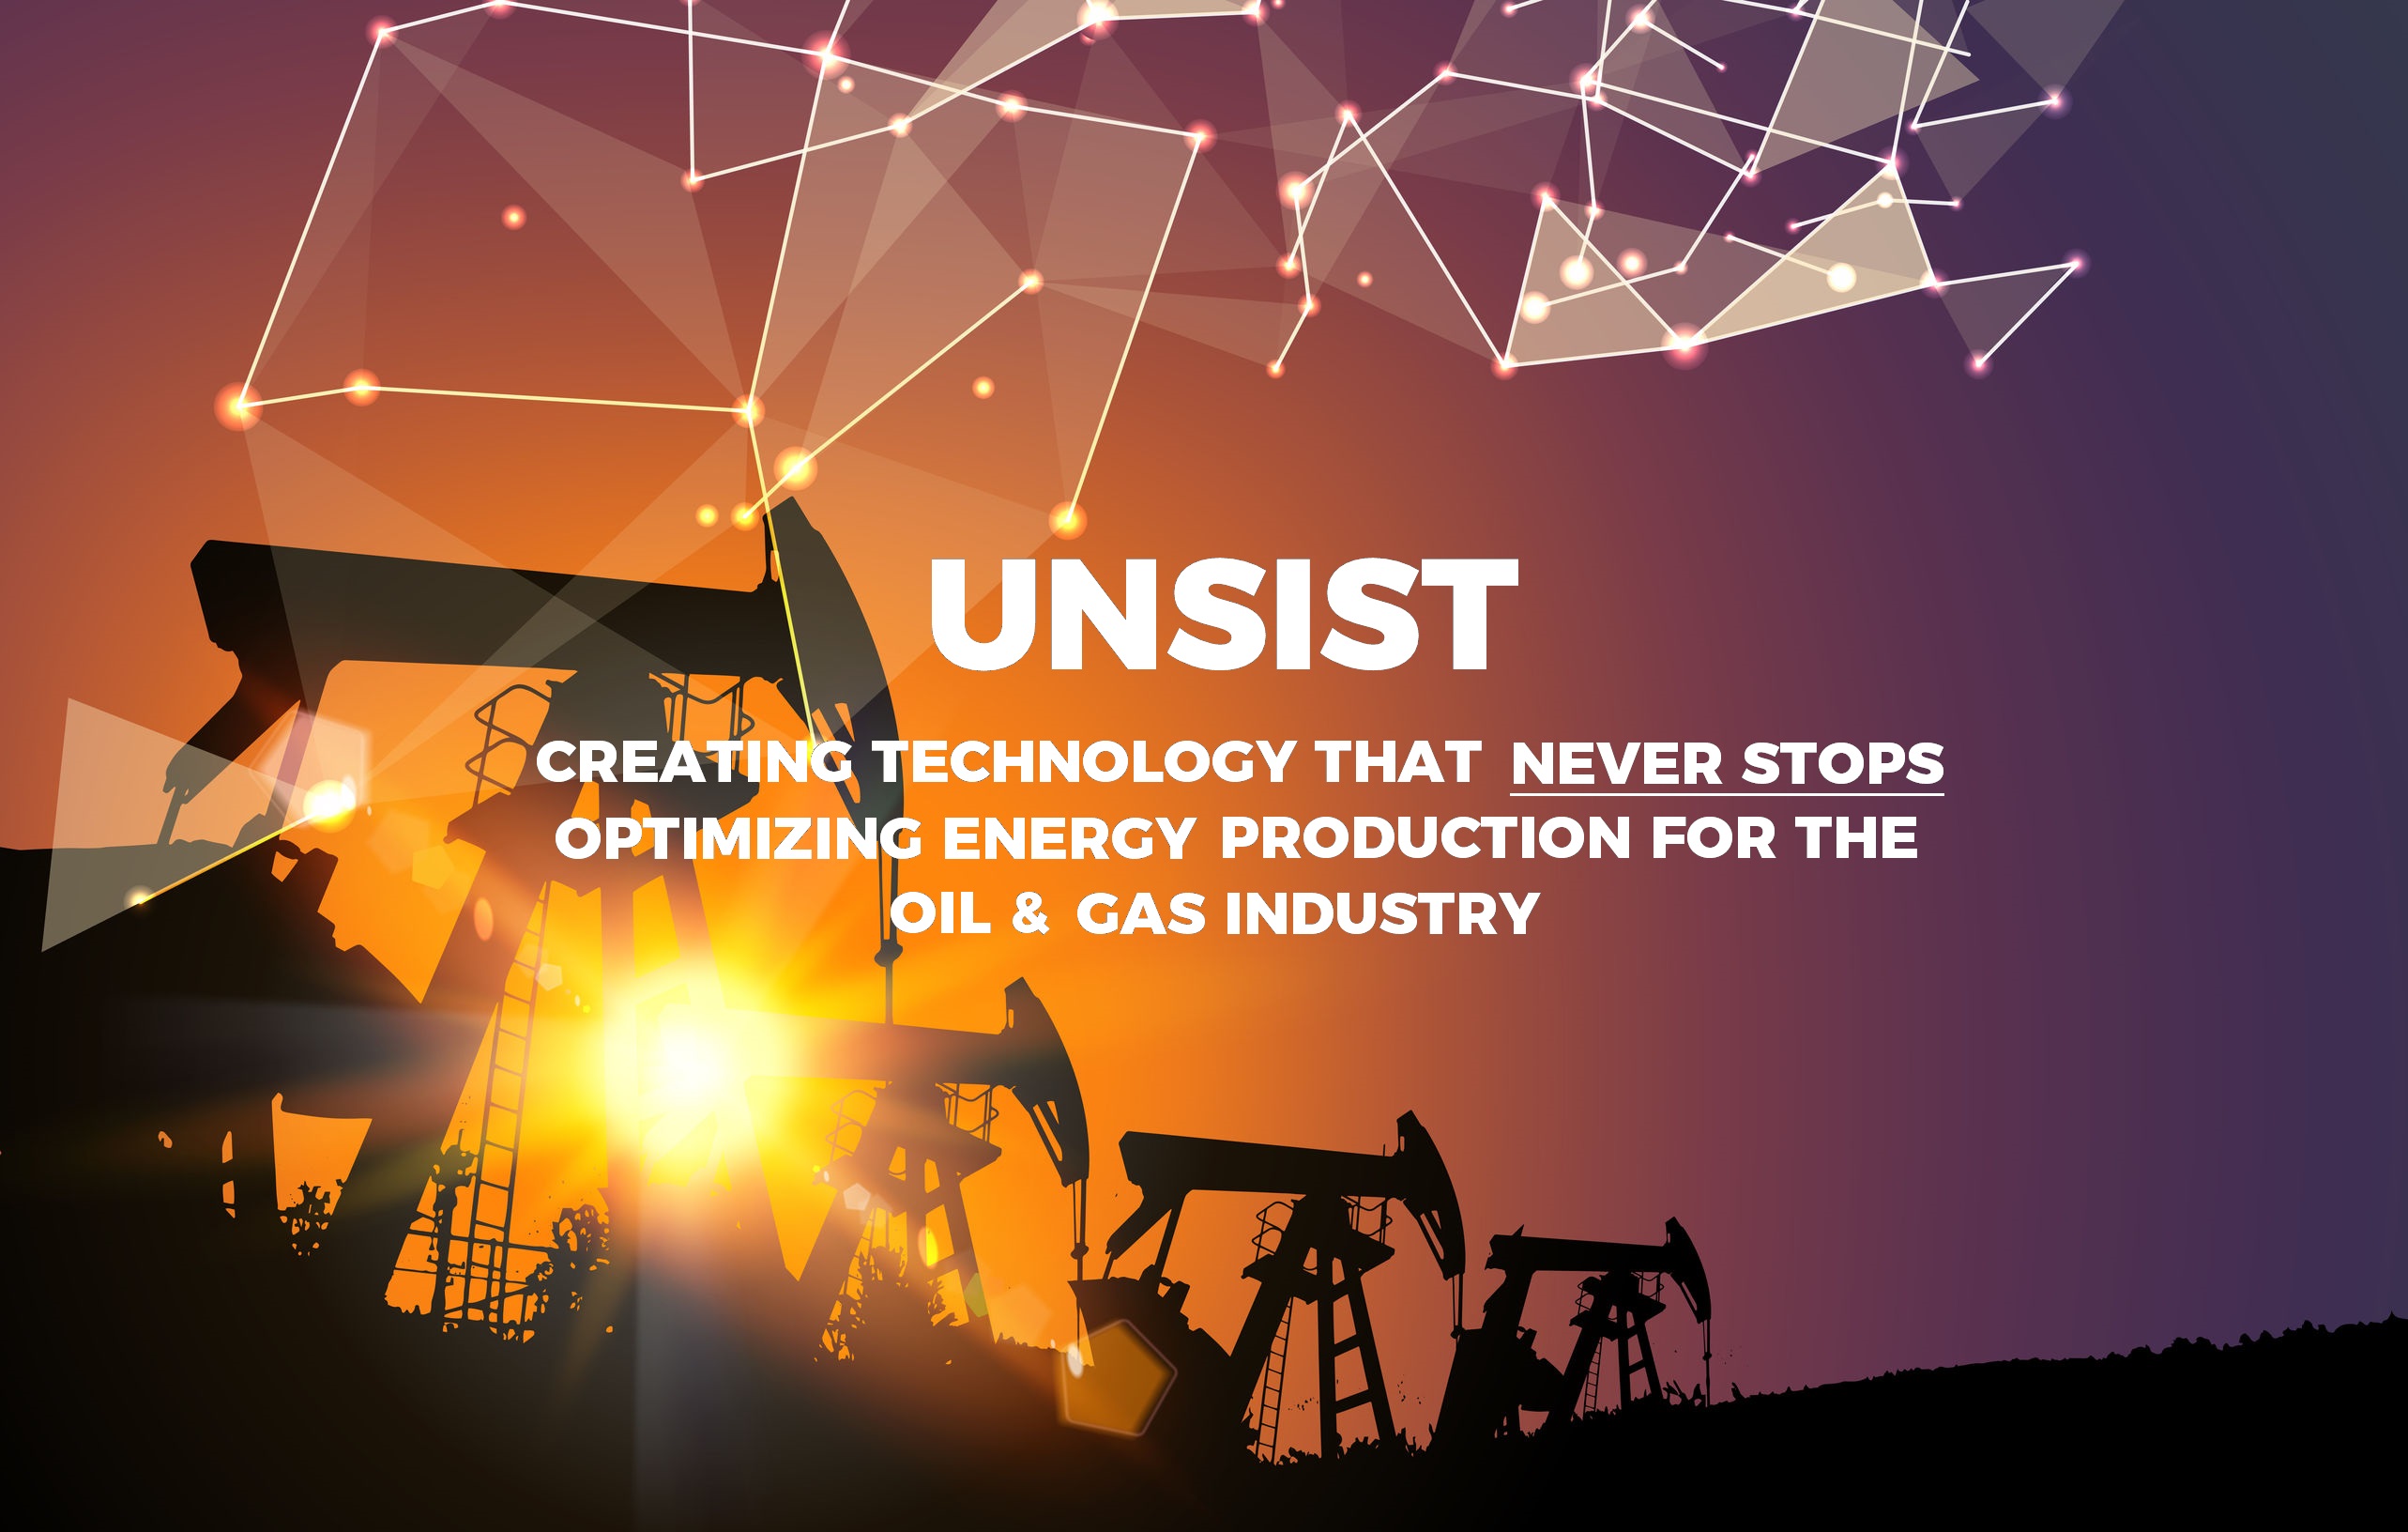 UNSIST
CREATING TECHNOLOGY THAT NEVER STOPS
OPTIMIZING ENERGY PRODUCTION FOR THE
OIL & GAS INDUSTRY